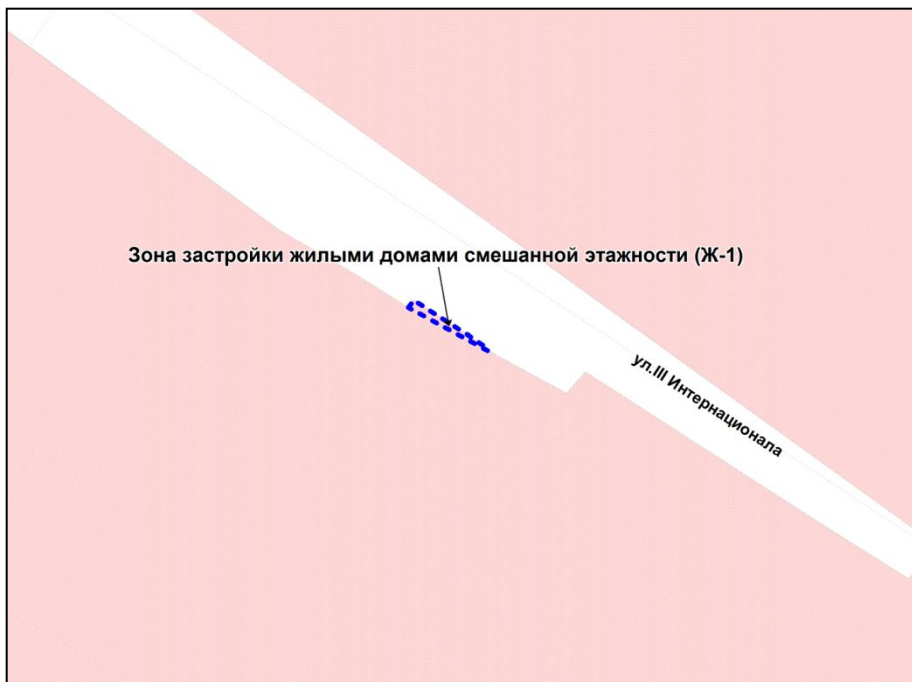 Зона застройки жилыми домами смешанной этажности (Ж-1)
ул.III Интернационала